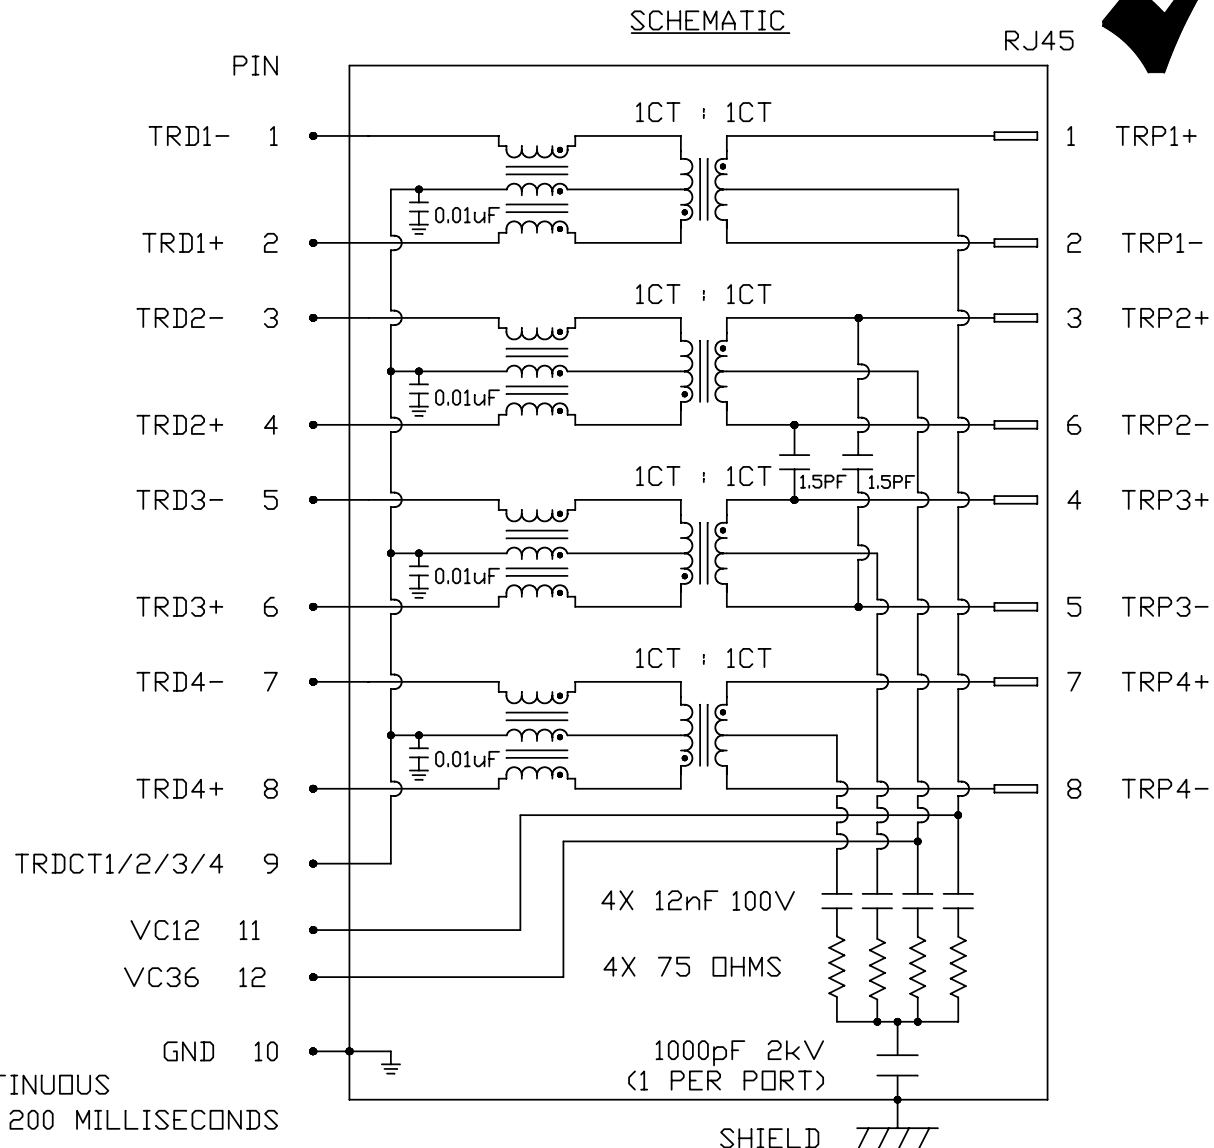 SCHEMATIC
RJ45
PIN
1CT : 1CT
TRD1- 1
1 TRP1+
0.01uF
TRD1+ 2
2 TRP1-
1CT : 1CT
TRD2- 3
3 TRP2+
0.01uF
TRD2+ 4
6 TRP2-
1CT : 1CT
1.5PF 1.5PF
TRD3- 5
4 TRP3+
0.01uF
TRD3+ 6
5 TRP3-
1CT : 1CT
TRD4- 7
7 TRP4+
0.01uF
TRD4+ 8
8 TRP4-
TRDCT1/2/3/4 9
4X 12nF 100V
VC12 11
4X 75 OHMS
VC36 12
GND 10
1000pF 2kV
(1 PER PORT)
TINUOUS
200 MILLISECONDS
SHIELD